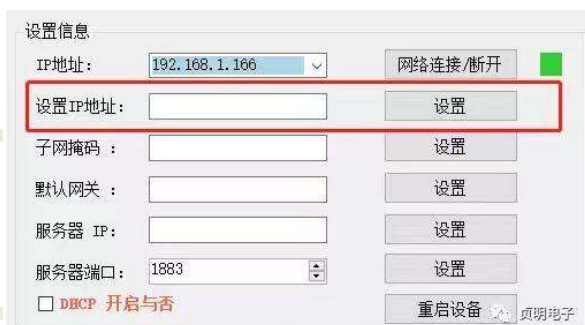 设置信息
IP地址： 192.168.1.166 网络连接/断开
设置IP地址： 设置
子网掩码 ： 设置
默认网关 ： 设置
服务器 IP： 设置
服务器端口： 1883 设置
DHCP 开启与否 重启设备
贞明电子